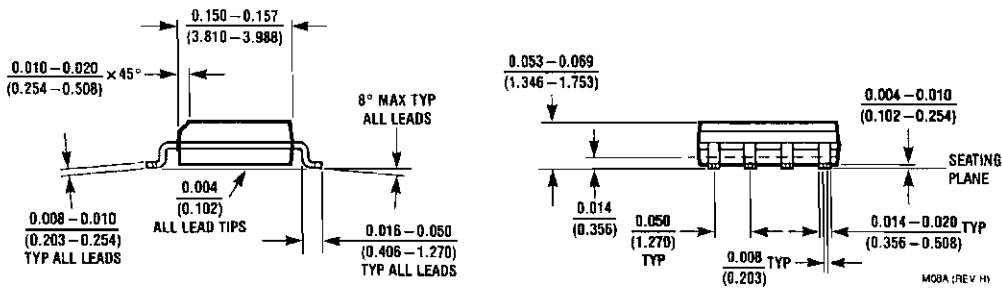 0.150 – 0.157
(3.810 – 3.988)
0.010 – 0.020
(0.254 – 0.508)
×45°
8° MAX TYP
ALL LEADS
0.004
(0.102)
ALL LEAD TIPS
0.008 – 0.010
(0.203 – 0.254)
TYP ALL LEADS
0.016 – 0.050
(0.406 – 1.270)
TYP ALL LEADS
0.053 – 0.069
(1.346 – 1.753)
0.004 – 0.010
(0.102 – 0.254)
SEATING
PLANE
0.014
(0.356)
0.050
(1.270)
TYP
0.014 – 0.020 TYP
(0.356 – 0.508)
0.008 TYP
(0.203)
M08A (REV H)